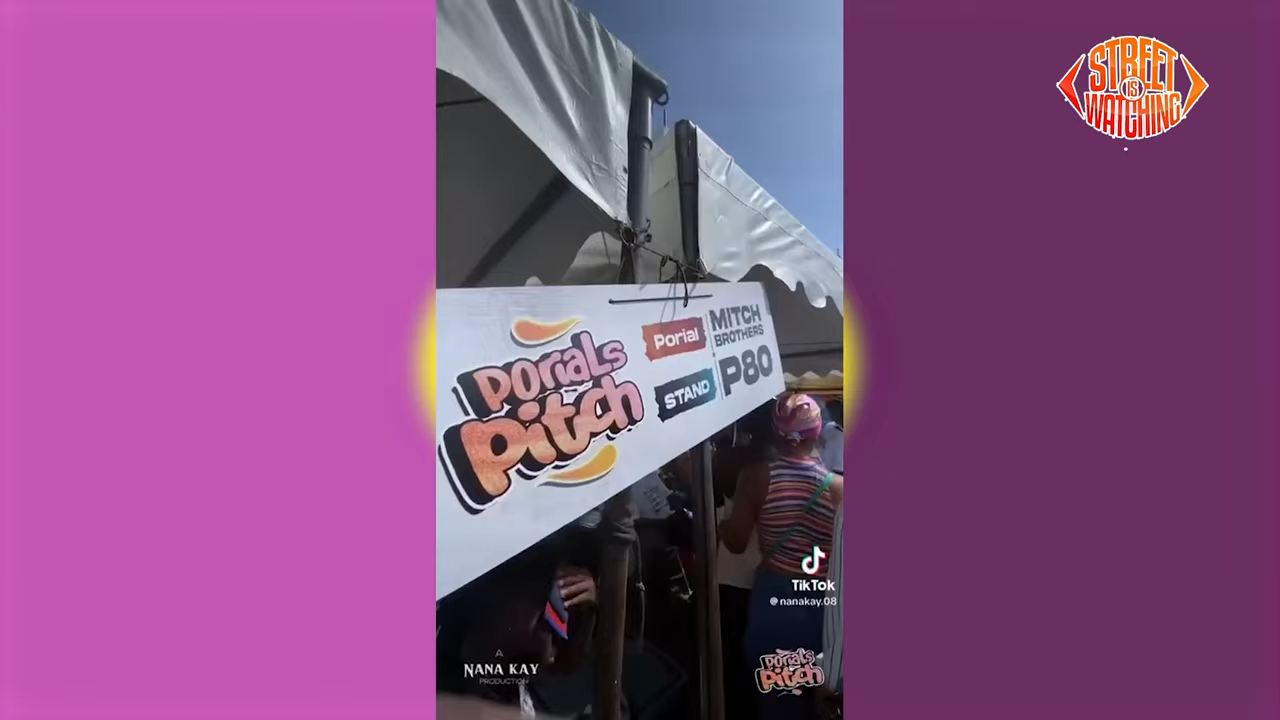 STREET
IS
WATCHING
Porials
Pitch
Porial
MITCH
BROTHERS
STAND
P80
TikTok
@nanakay.08
A
NANA KAY
PRODUCTION
Porials
Pitch